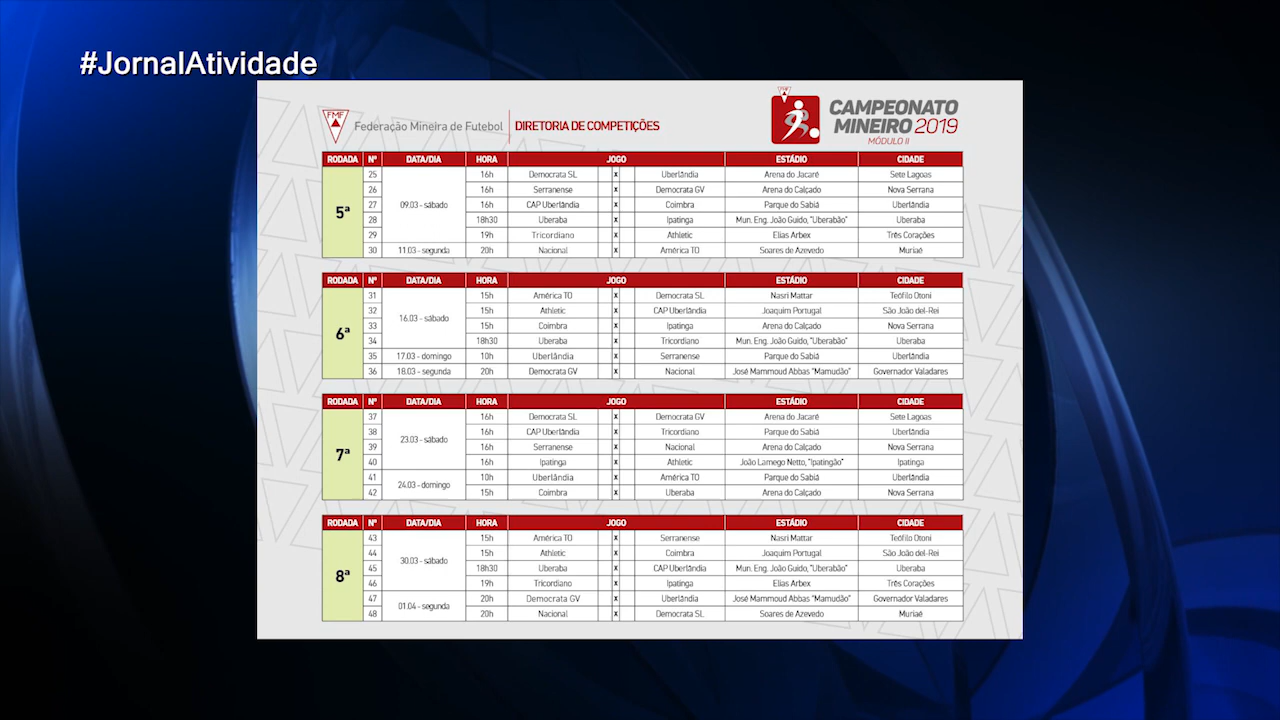 #JornalAtividade
FMF
Federação Mineira de Futebol DIRETORIA DE COMPETIÇÕES
CAMPEONATO
MINEIRO 2019
MÓDULO II
RODADA Nº DATA/DIA HORA JOGO ESTÁDIO CIDADE
5ª
09.03 - sábado
25 16h Democrata SL x Uberlândia Arena do Jacaré Sete Lagoas
26 16h Serranense x Democrata GV Arena do Calçado Nova Serrana
27 16h CAP Uberlândia x Coimbra Parque do Sabiá Uberlândia
28 18h30 Uberaba x Ipatinga Mun. Eng. João Guido, "Uberabão" Uberaba
29 19h Tricordiano x Athletic Elias Arbex Três Corações
30 11.03 - segunda 20h Nacional x América TO Soares de Azevedo Muriaé
RODADA Nº DATA/DIA HORA JOGO ESTÁDIO CIDADE
6ª
16.03 - sábado
31 15h América TO x Democrata SL Nasri Mattar Teófilo Otoni
32 15h Athletic x CAP Uberlândia Joaquim Portugal São João del-Rei
33 15h Coimbra x Ipatinga Arena do Calçado Nova Serrana
34 18h30 Uberaba x Tricordiano Mun. Eng. João Guido, "Uberabão" Uberaba
35 17.03 - domingo 10h Uberlândia x Serranense Parque do Sabiá Uberlândia
36 18.03 - segunda 20h Democrata GV x Nacional José Mammoud Abbas "Mamudão" Governador Valadares
RODADA Nº DATA/DIA HORA JOGO ESTÁDIO CIDADE
7ª
23.03 - sábado
37 16h Democrata SL x Democrata GV Arena do Jacaré Sete Lagoas
38 16h CAP Uberlândia x Tricordiano Parque do Sabiá Uberlândia
39 16h Serranense x Nacional Arena do Calçado Nova Serrana
40 16h Ipatinga x Athletic João Lamego Netto, "Ipatingão" Ipatinga
24.03 - domingo
41 10h Uberlândia x América TO Parque do Sabiá Uberlândia
42 15h Coimbra x Uberaba Arena do Calçado Nova Serrana
RODADA Nº DATA/DIA HORA JOGO ESTÁDIO CIDADE
8ª
30.03 - sábado
43 15h América TO x Serranense Nasri Mattar Teófilo Otoni
44 15h Athletic x Coimbra Joaquim Portugal São João del-Rei
45 18h30 Uberaba x CAP Uberlândia Mun. Eng. João Guido, "Uberabão" Uberaba
46 19h Tricordiano x Ipatinga Elias Arbex Três Corações
01.04 - segunda
47 20h Democrata GV x Uberlândia José Mammoud Abbas "Mamudão" Governador Valadares
48 20h Nacional x Democrata SL Soares de Azevedo Muriaé